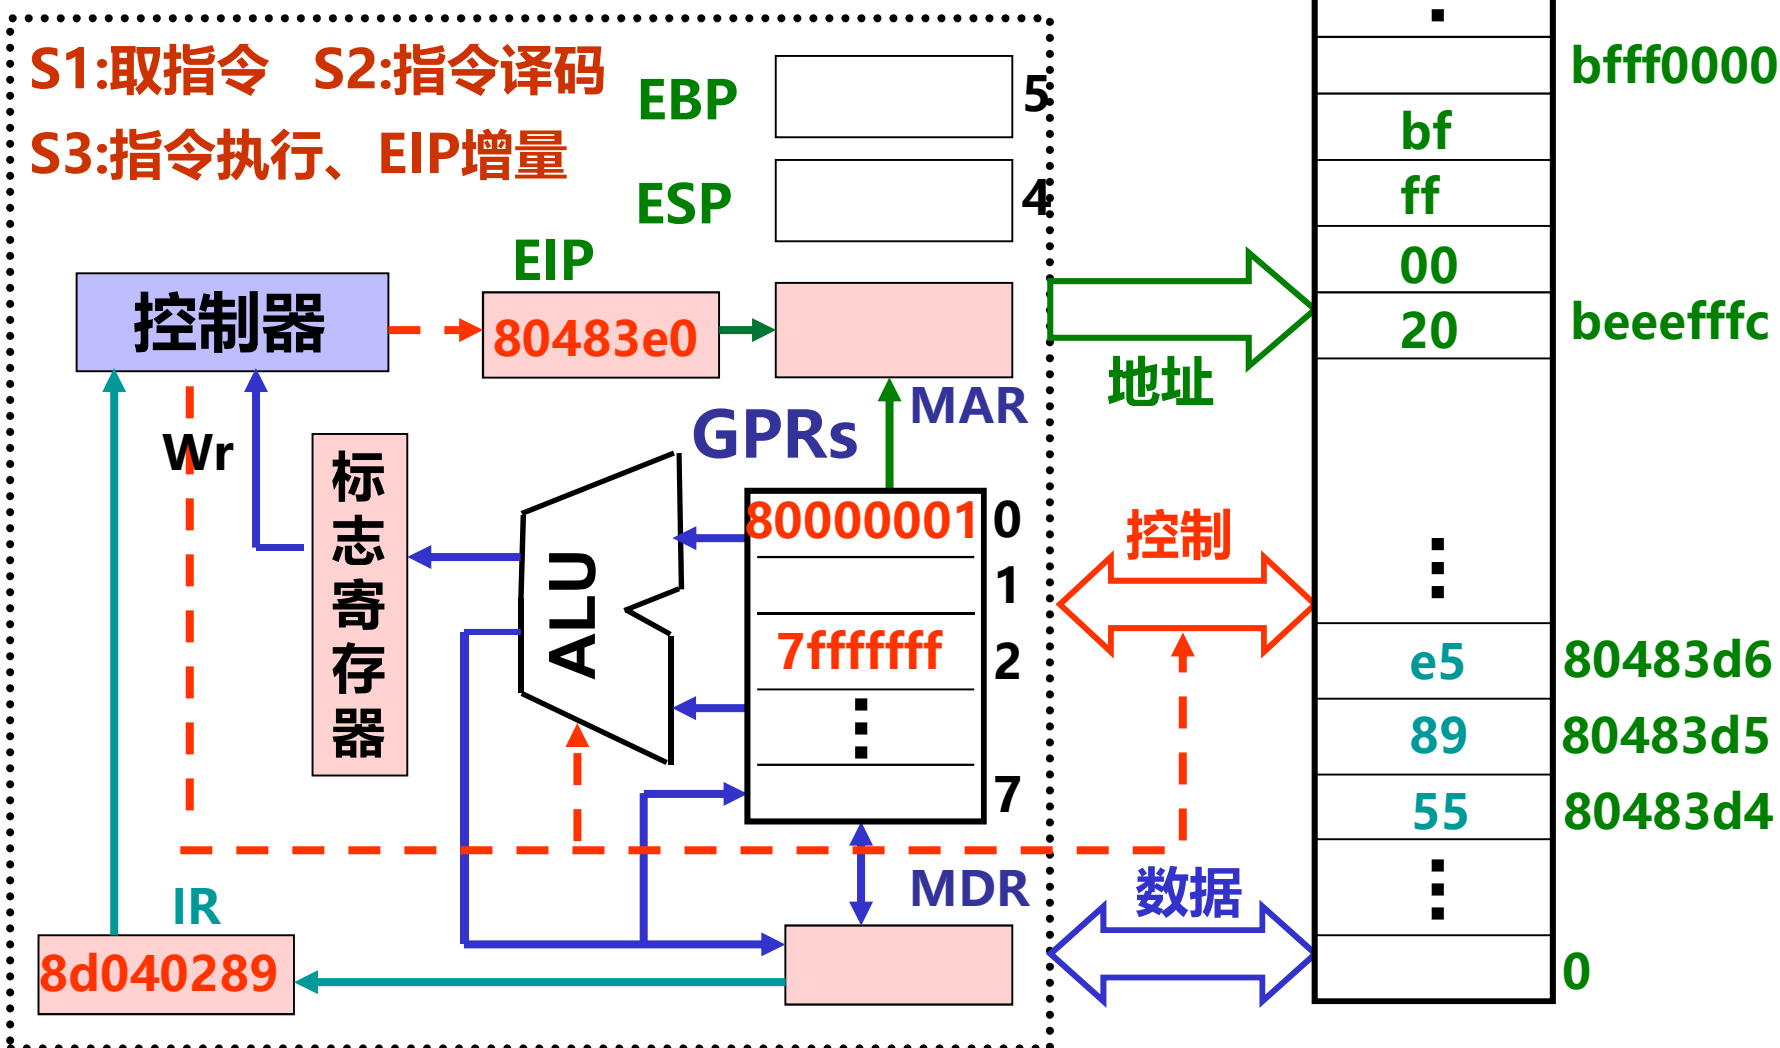 S1:取指令 S2:指令译码
S3:指令执行、EIP增量
EBP
5
ESP
4
EIP
控制器
80483e0
MAR
Wr
标志寄存器
GPRs
ALU
80000001
0
1
7fffffff
2
7
IR
8d040289
MDR
地址
控制
数据
bfff0000
bf
ff
00
20
beeefffc
e5
80483d6
89
80483d5
55
80483d4
0